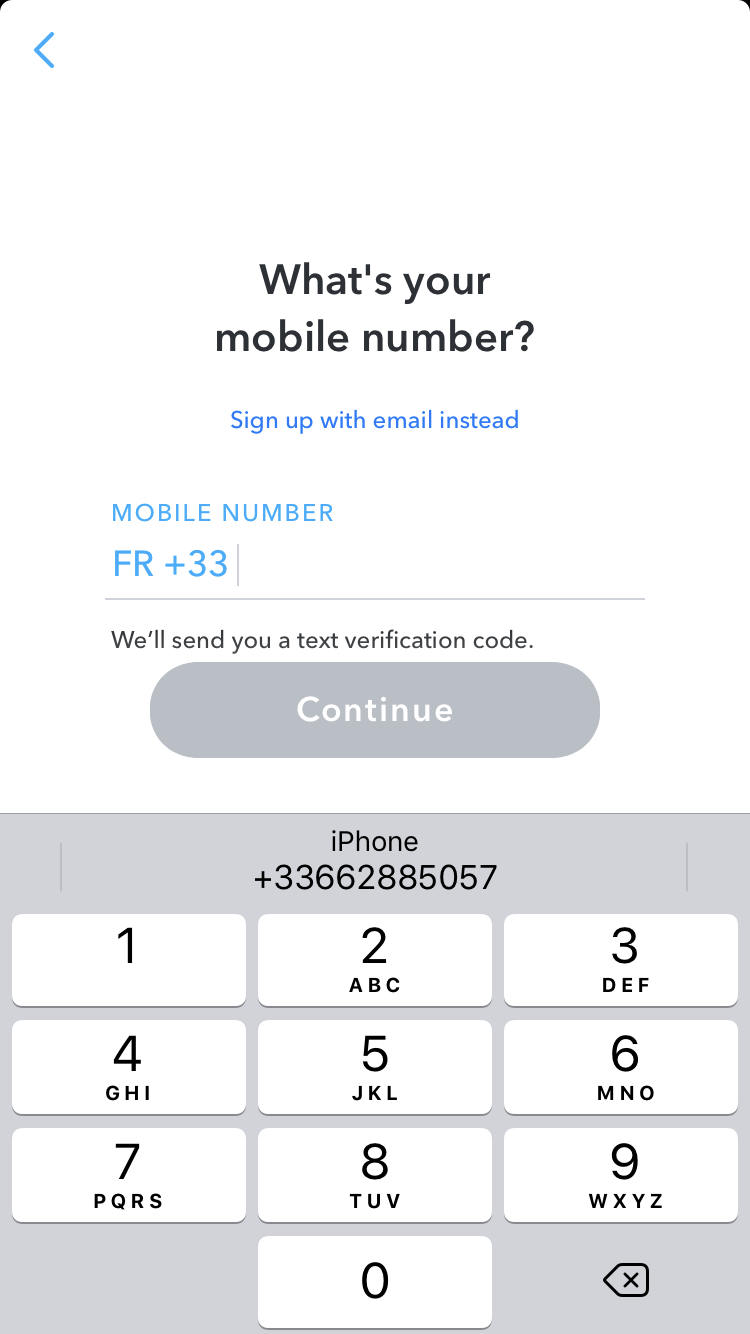 What's your
mobile number?
Sign up with email instead
MOBILE NUMBER
FR +33
We’ll send you a text verification code.
Continue
iPhone
+33662885057
1 2 3
ABC DEF
4 5 6
GHI JKL MNO
7 8 9
PQRS TUV WXYZ
0